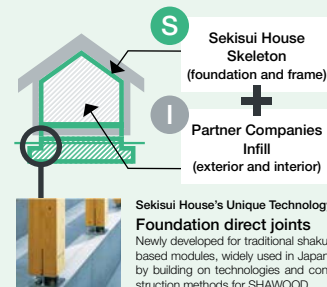 S
Sekisui House
Skeleton
(foundation and frame)
I
Partner Companies
Infill
(exterior and interior)
Sekisui House's Unique Technology
Foundation direct joints
Newly developed for traditional shaku-
based modules, widely used in Japan
by building on technologies and con-
struction methods for SHAWOOD